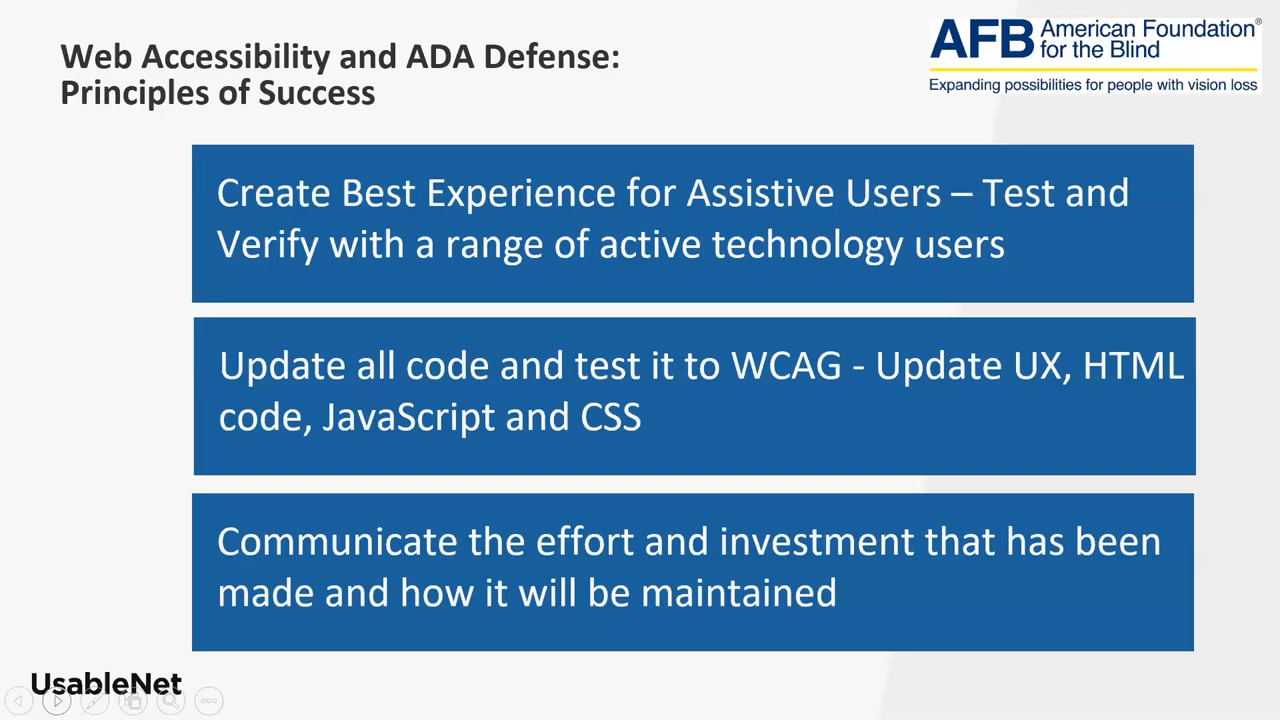 Web Accessibility and ADA Defense:
Principles of Success
AFB American Foundation®
for the Blind
Expanding possibilities for people with vision loss
Create Best Experience for Assistive Users – Test and
Verify with a range of active technology users
Update all code and test it to WCAG - Update UX, HTML
code, JavaScript and CSS
Communicate the effort and investment that has been
made and how it will be maintained
UsableNet